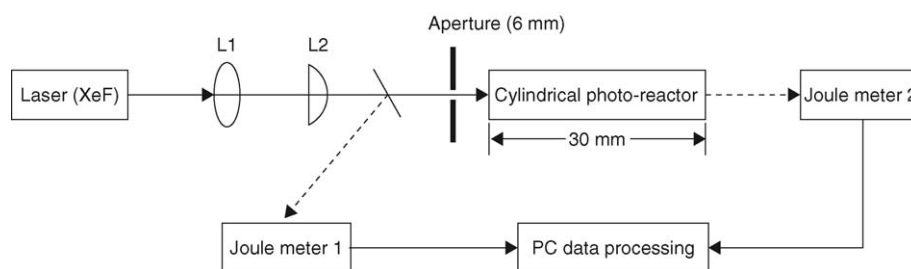 Aperture (6 mm)
L1
L2
Laser (XeF)
Cylindrical photo-reactor
Joule meter 2
30 mm
Joule meter 1
PC data processing